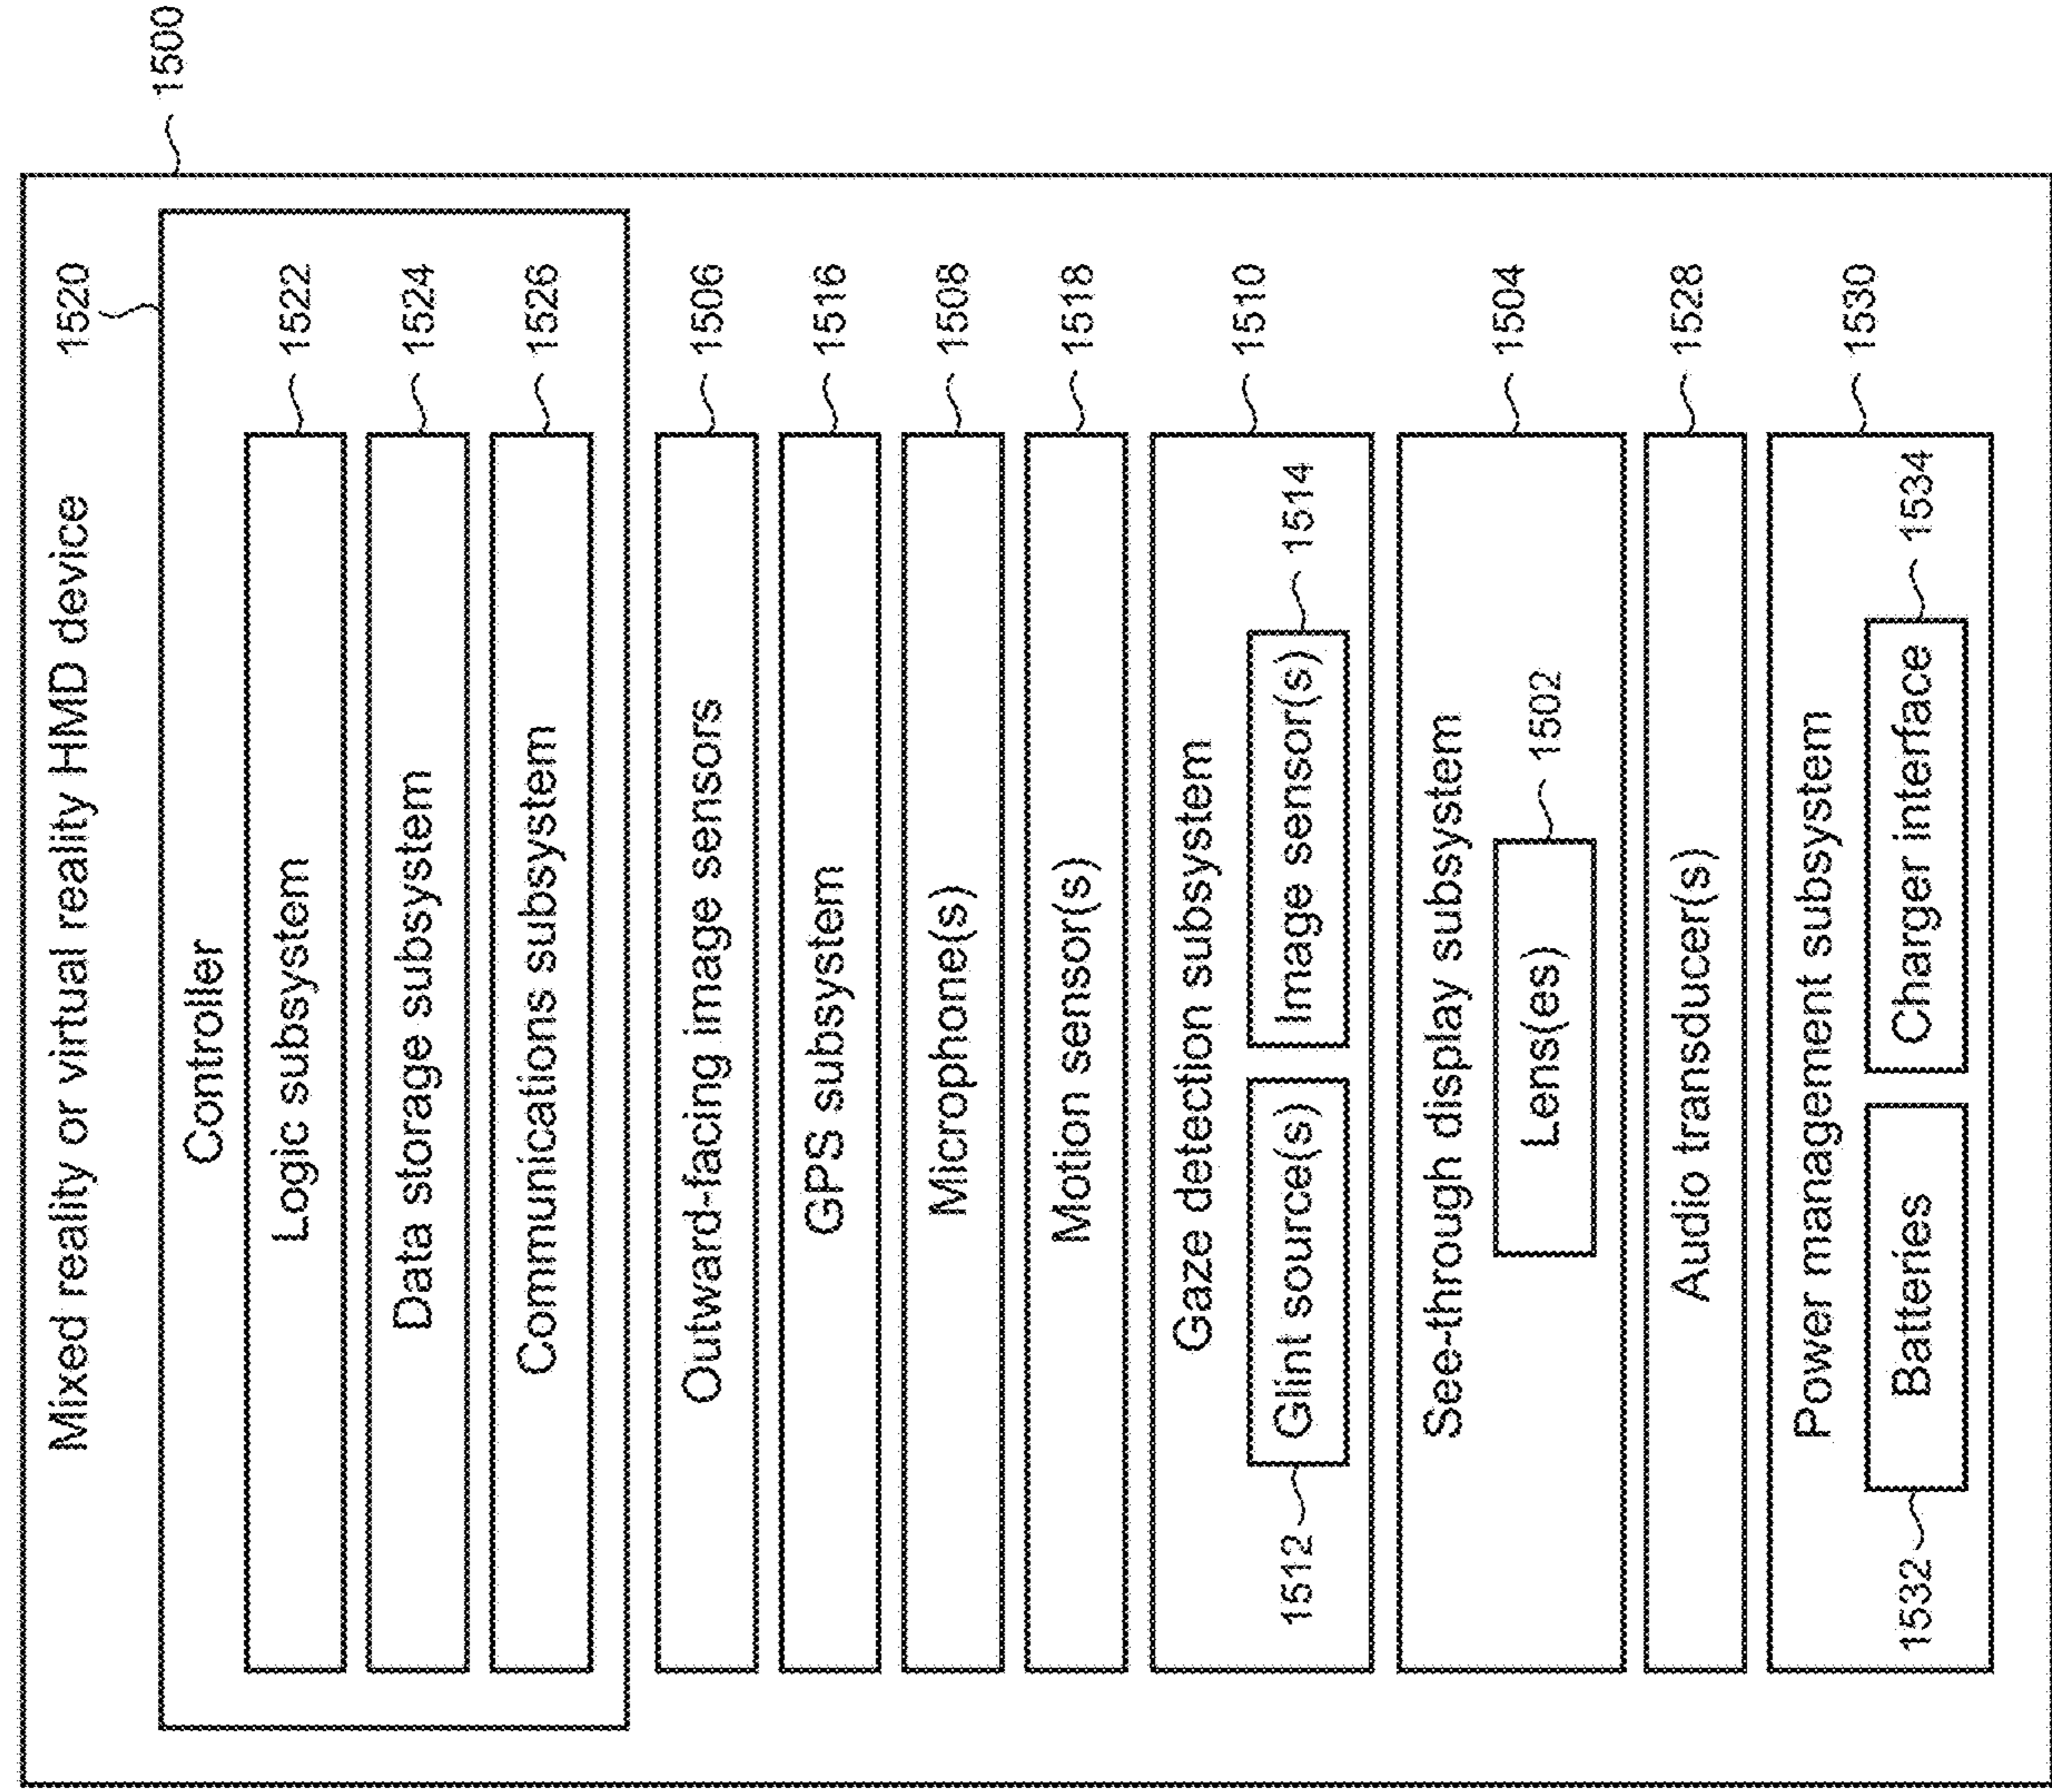 1500
Mixed reality or virtual reality HMD device 1520
Controller
Logic subsystem 1522
Data storage subsystem 1524
Communications subsystem 1526
Outward-facing image sensors 1506
GPS subsystem 1516
Microphone(s) 1508
Motion sensor(s) 1518
Gaze detection subsystem 1510
1512 Glint source(s) Image sensor(s) 1514
See-through display subsystem 1504
Lens(es) 1502
Audio transducer(s) 1528
Power management subsystem 1530
1532 Batteries Charger interface 1534